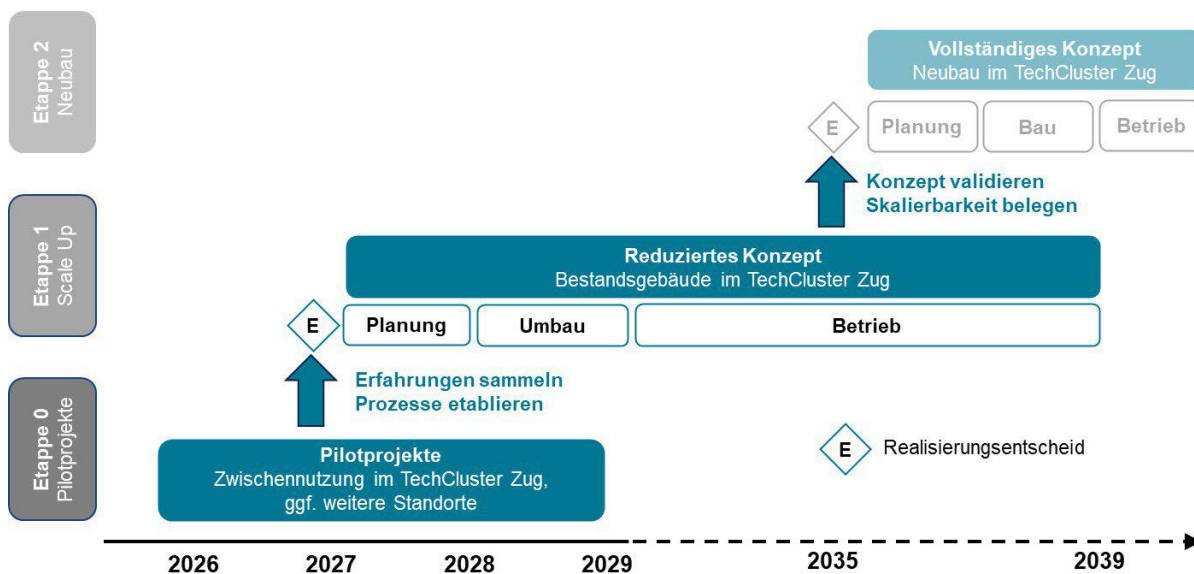 Etappe 2
Neubau
Vollständiges Konzept
Neubau im TechCluster Zug
E
Planung
Bau
Betrieb
Konzept validieren
Skalierbarkeit belegen
Etappe 1
Scale Up
Reduziertes Konzept
Bestandsgebäude im TechCluster Zug
E
Planung
Umbau
Betrieb
Erfahrungen sammeln
Prozesse etablieren
Etappe 0
Pilotprojekte
Pilotprojekte
Zwischennutzung im TechCluster Zug,
ggf. weitere Standorte
E
Realisierungsentscheid
2026
2027
2028
2029
2035
2039